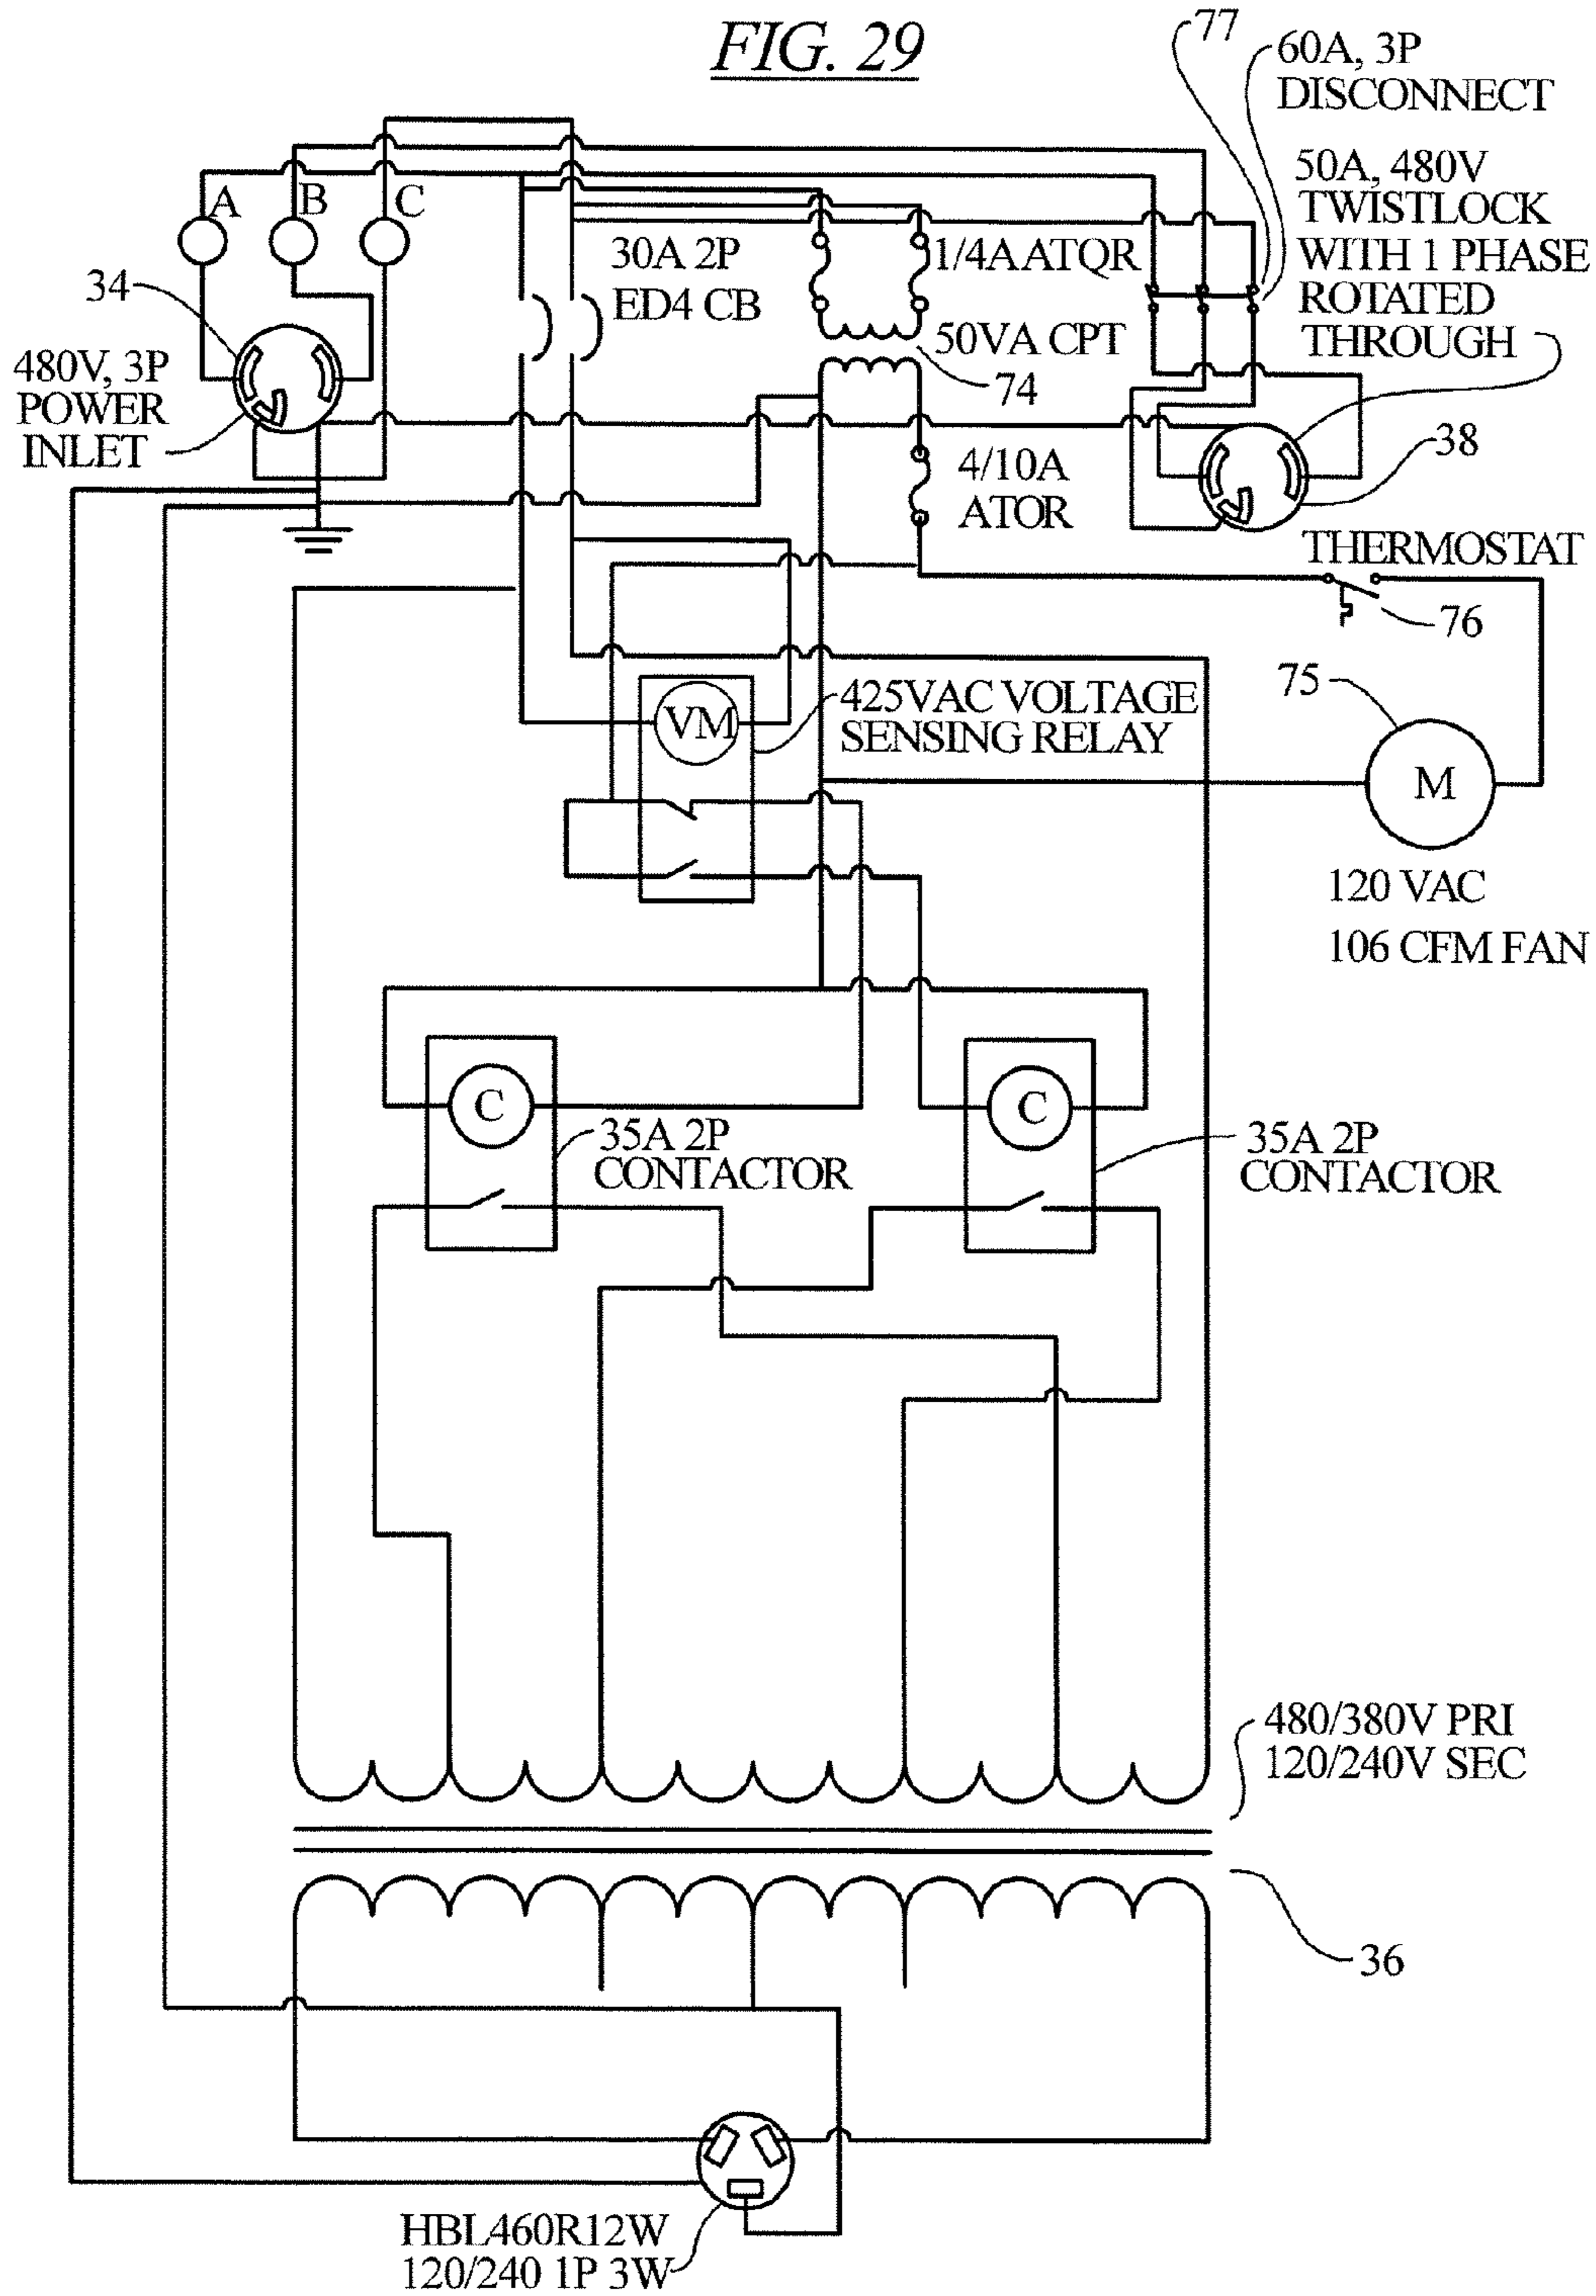 FIG. 29
77
60A, 3P
DISCONNECT
A
B
C
50A, 480V
TWISTLOCK
WITH 1 PHASE
ROTATED
THROUGH
30A 2P
ED4 CB
1/4A ATQR
34
50VA CPT
74
480V, 3P
POWER
INLET
38
4/10A
ATOR
THERMOSTAT
76
75
425VAC VOLTAGE
SENSING RELAY
VM
M
120 VAC
106 CFM FAN
C
C
35A 2P
CONTACTOR
35A 2P
CONTACTOR
480/380V PRI
120/240V SEC
36
HBL460R12W
120/240 1P 3W